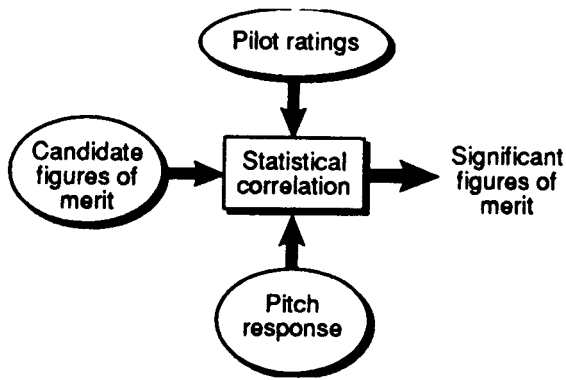 Pilot ratings
Candidate
figures of
merit
Statistical
correlation
Significant
figures of
merit
Pitch
response